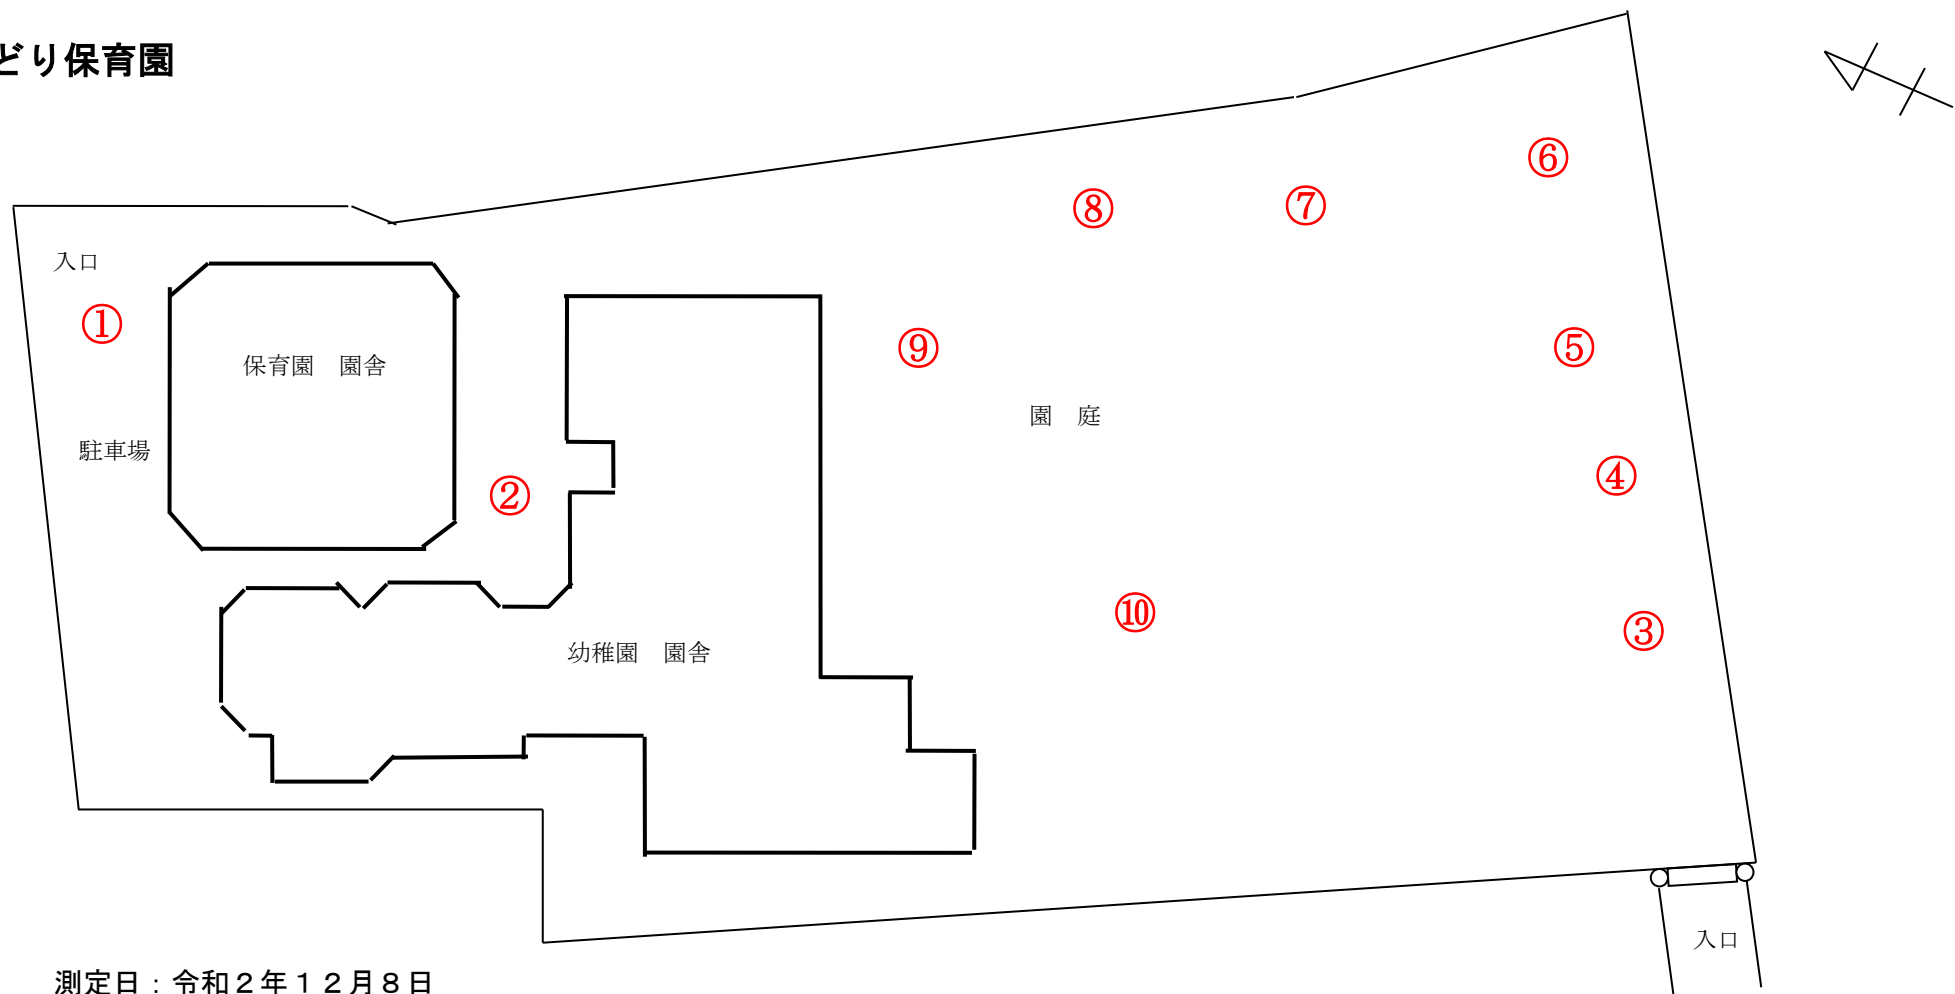 どり保育園
⑥
⑧ ⑦
入口
①
⑨ ⑤
保育園 園舎
園 庭
駐車場
② ④
⑩ ③
幼稚園 園舎
入口
測定日：令和２年１２月８日